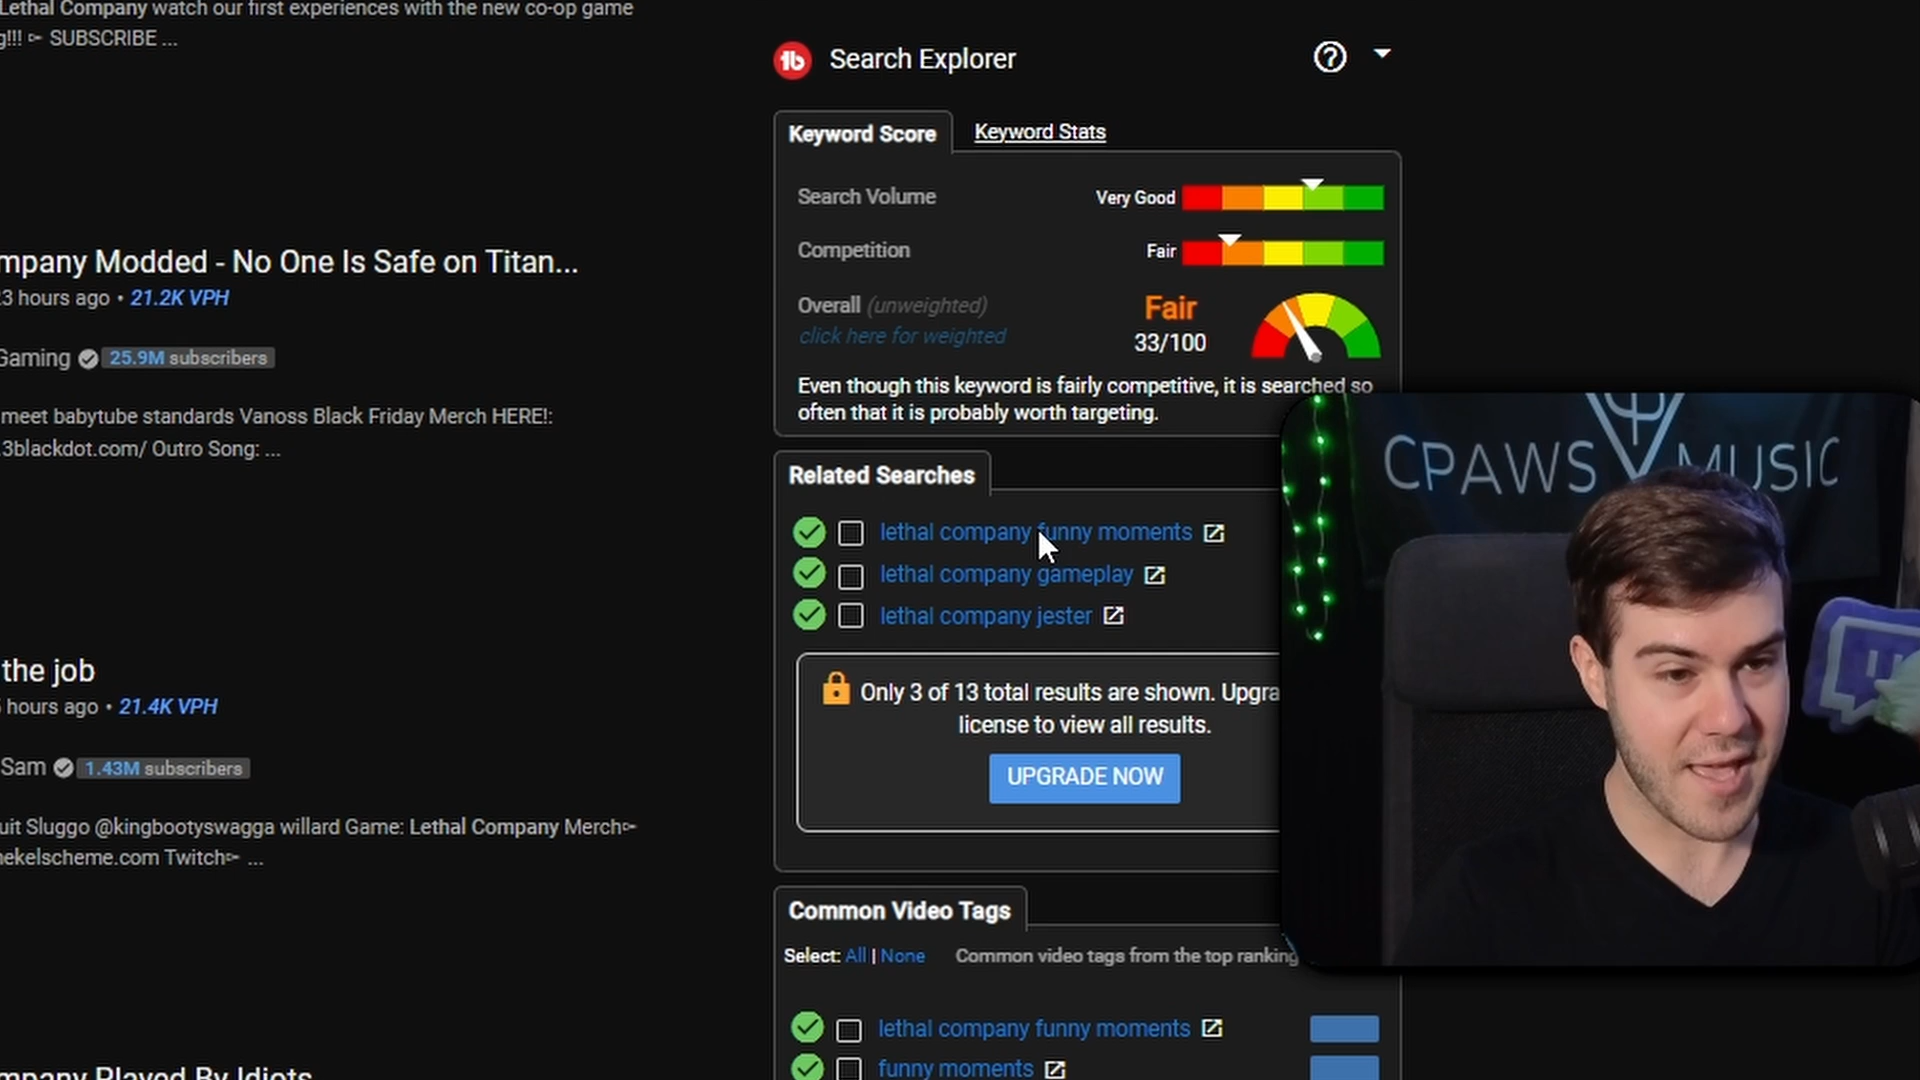 Lethal Company watch our first experiences with the new co-op game
g!!! ⌲ SUBSCRIBE ...
mpany Modded - No One Is Safe on Titan...
23 hours ago • 21.2K VPH
Gaming 25.9M subscribers
meet babytube standards Vanoss Black Friday Merch HERE!:
.3blackdot.com/ Outro Song: ...
the job
hours ago • 21.4K VPH
Sam 1.43M subscribers
uit Sluggo @kingbootyswagga willard Game: Lethal Company Merch⌲
nekelscheme.com Twitch⌲ ...
mpany Played By Idiots
tb Search Explorer ?
Keyword Score Keyword Stats
Search Volume Very Good
Competition Fair
Overall (unweighted) Fair
click here for weighted 33/100
Even though this keyword is fairly competitive, it is searched so
often that it is probably worth targeting.
Related Searches
lethal company funny moments
lethal company gameplay
lethal company jester
Only 3 of 13 total results are shown. Upgra
license to view all results.
UPGRADE NOW
Common Video Tags
Select: All | None Common video tags from the top ranking
lethal company funny moments
funny moments
CPAWS MUSIC